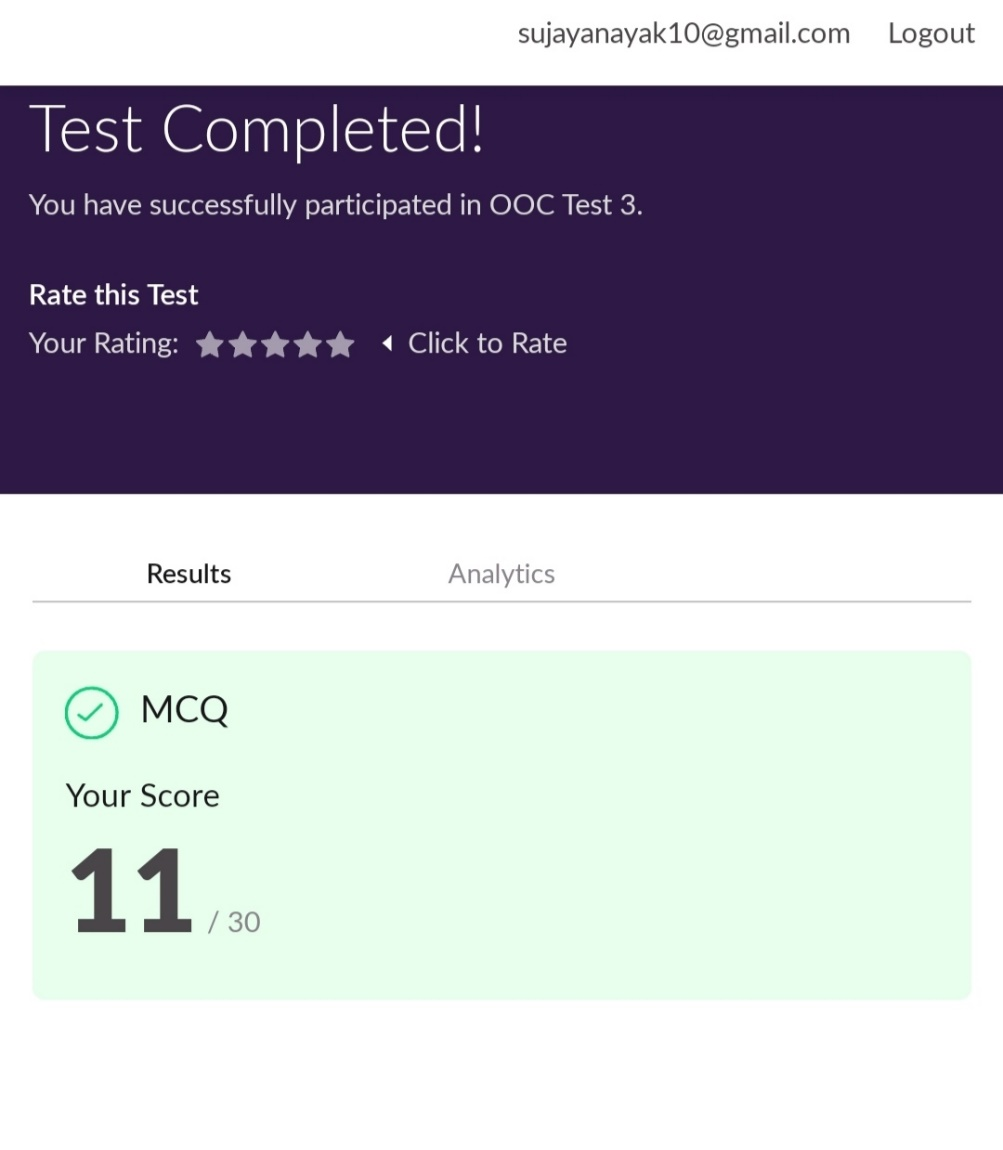 sujayanayak10@gmail.com Logout
Test Completed!
You have successfully participated in OOC Test 3.
Rate this Test
Your Rating: Click to Rate
Results Analytics
MCQ
Your Score
11 / 30